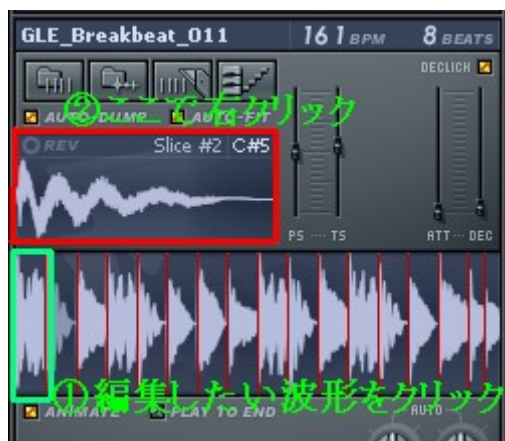 GLE_Breakbeat_011 161 BPM 8 BEATS
DECLICK
AUTO-DUMP AUTO-FIT
②ここで右クリック
REV Slice #2 C#5
PS TS ATT DEC
①編集したい波形をクリック
ANIMATE PLAY TO END AUTO